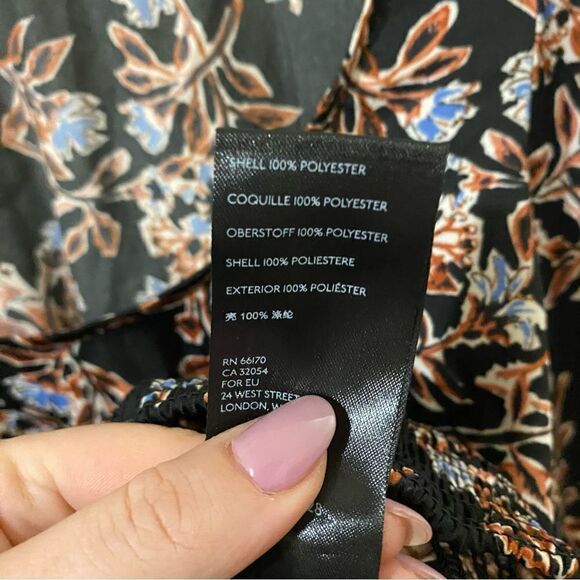 SHELL 100% POLYESTER
COQUILLE 100% POLYESTER
OBERSTOFF 100% POLYESTER
SHELL 100% POLIESTERE
EXTERIOR 100% POLIÉSTER
壳 100% 涤纶
RN 66170
CA 32054
FOR EU
24 WEST STREET
LONDON,